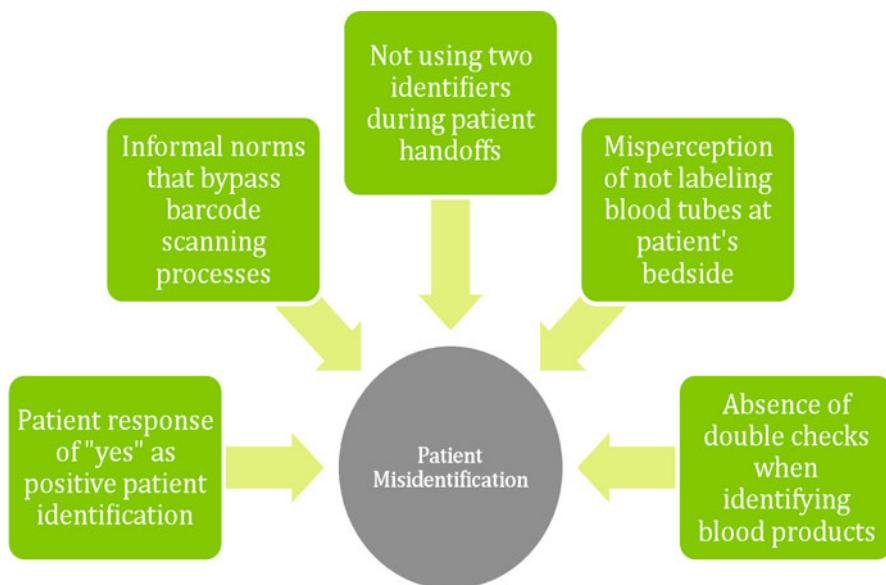 Patient response
of "yes" as
positive patient
identification
Informal norms
that bypass
barcode
scanning
processes
Not using two
identifiers
during patient
handoffs
Misperception
of not labeling
blood tubes at
patient's
bedside
Absence of
double checks
when
identifying
blood products
Patient
Misidentification